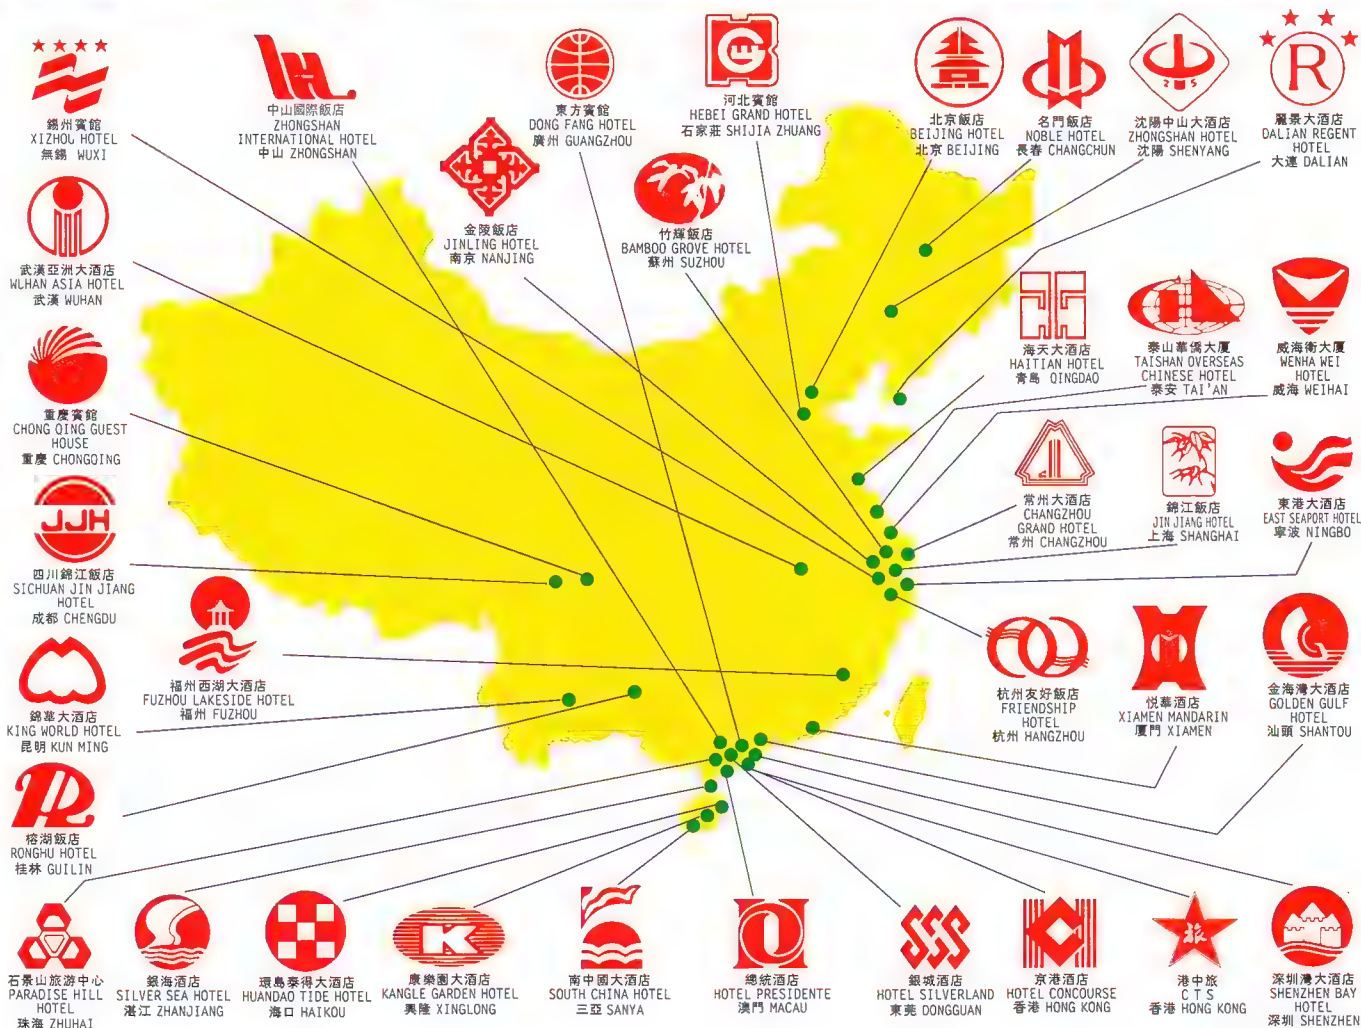 錫州賓館
XIZHOU HOTEL
無錫 WUXI
中山國際飯店
ZHONGSHAN
INTERNATIONAL HOTEL
中山 ZHONGSHAN
東方賓館
DONG FANG HOTEL
廣州 GUANGZHOU
河北賓館
HEBEI GRAND HOTEL
石家莊 SHIJIA ZHUANG
北京飯店
BEIJING HOTEL
北京 BEIJING
名門飯店
NOBLE HOTEL
長春 CHANGCHUN
沈陽中山大酒店
ZHONGSHAN HOTEL
沈陽 SHENYANG
R
麗景大酒店
DALIAN REGENT
HOTEL
大連 DALIAN
武漢亞洲大酒店
WUHAN ASIA HOTEL
武漢 WUHAN
金陵飯店
JINLING HOTEL
南京 NANJING
竹輝飯店
BAMBOO GROVE HOTEL
蘇州 SUZHOU
海天大酒店
HAITIAN HOTEL
青島 QINGDAO
泰山華僑大廈
TAISHAN OVERSEAS
CHINESE HOTEL
泰安 TAI'AN
威海衛大廈
WENHA WEI
HOTEL
威海 WEIHAI
重慶賓館
CHONG QING GUEST
HOUSE
重慶 CHONGQING
常州大酒店
CHANGZHOU
GRAND HOTEL
常州 CHANGZHOU
錦江飯店
JIN JIANG HOTEL
上海 SHANGHAI
東港大酒店
EAST SEAPORT HOTEL
寧波 NINGBO
JJH
四川錦江飯店
SICHUAN JIN JIANG
HOTEL
成都 CHENGDU
福州西湖大酒店
FUZHOU LAKESIDE HOTEL
福州 FUZHOU
錦華大酒店
KING WORLD HOTEL
昆明 KUN MING
杭州友好飯店
FRIENDSHIP
HOTEL
杭州 HANGZHOU
悦華酒店
XIAMEN MANDARIN
廈門 XIAMEN
金海灣大酒店
GOLDEN GULF
HOTEL
汕頭 SHANTOU
榕湖飯店
RONGHU HOTEL
桂林 GUILIN
石景山旅游中心
PARADISE HILL
HOTEL
珠海 ZHUHAI
銀海酒店
SILVER SEA HOTEL
湛江 ZHANJIANG
環島泰得大酒店
HUANDAO TIDE HOTEL
海口 HAIKOU
K
康樂園大酒店
KANGLE GARDEN HOTEL
興隆 XINGLONG
南中國大酒店
SOUTH CHINA HOTEL
三亞 SANYA
總統酒店
HOTEL PRESIDENTE
澳門 MACAU
SSS
銀城酒店
HOTEL SILVERLAND
東莞 DONGGUAN
京港酒店
HOTEL CONCOURSE
香港 HONG KONG
旅
港中旅
C T S
香港 HONG KONG
深圳灣大酒店
SHENZHEN BAY
HOTEL
深圳 SHENZHEN